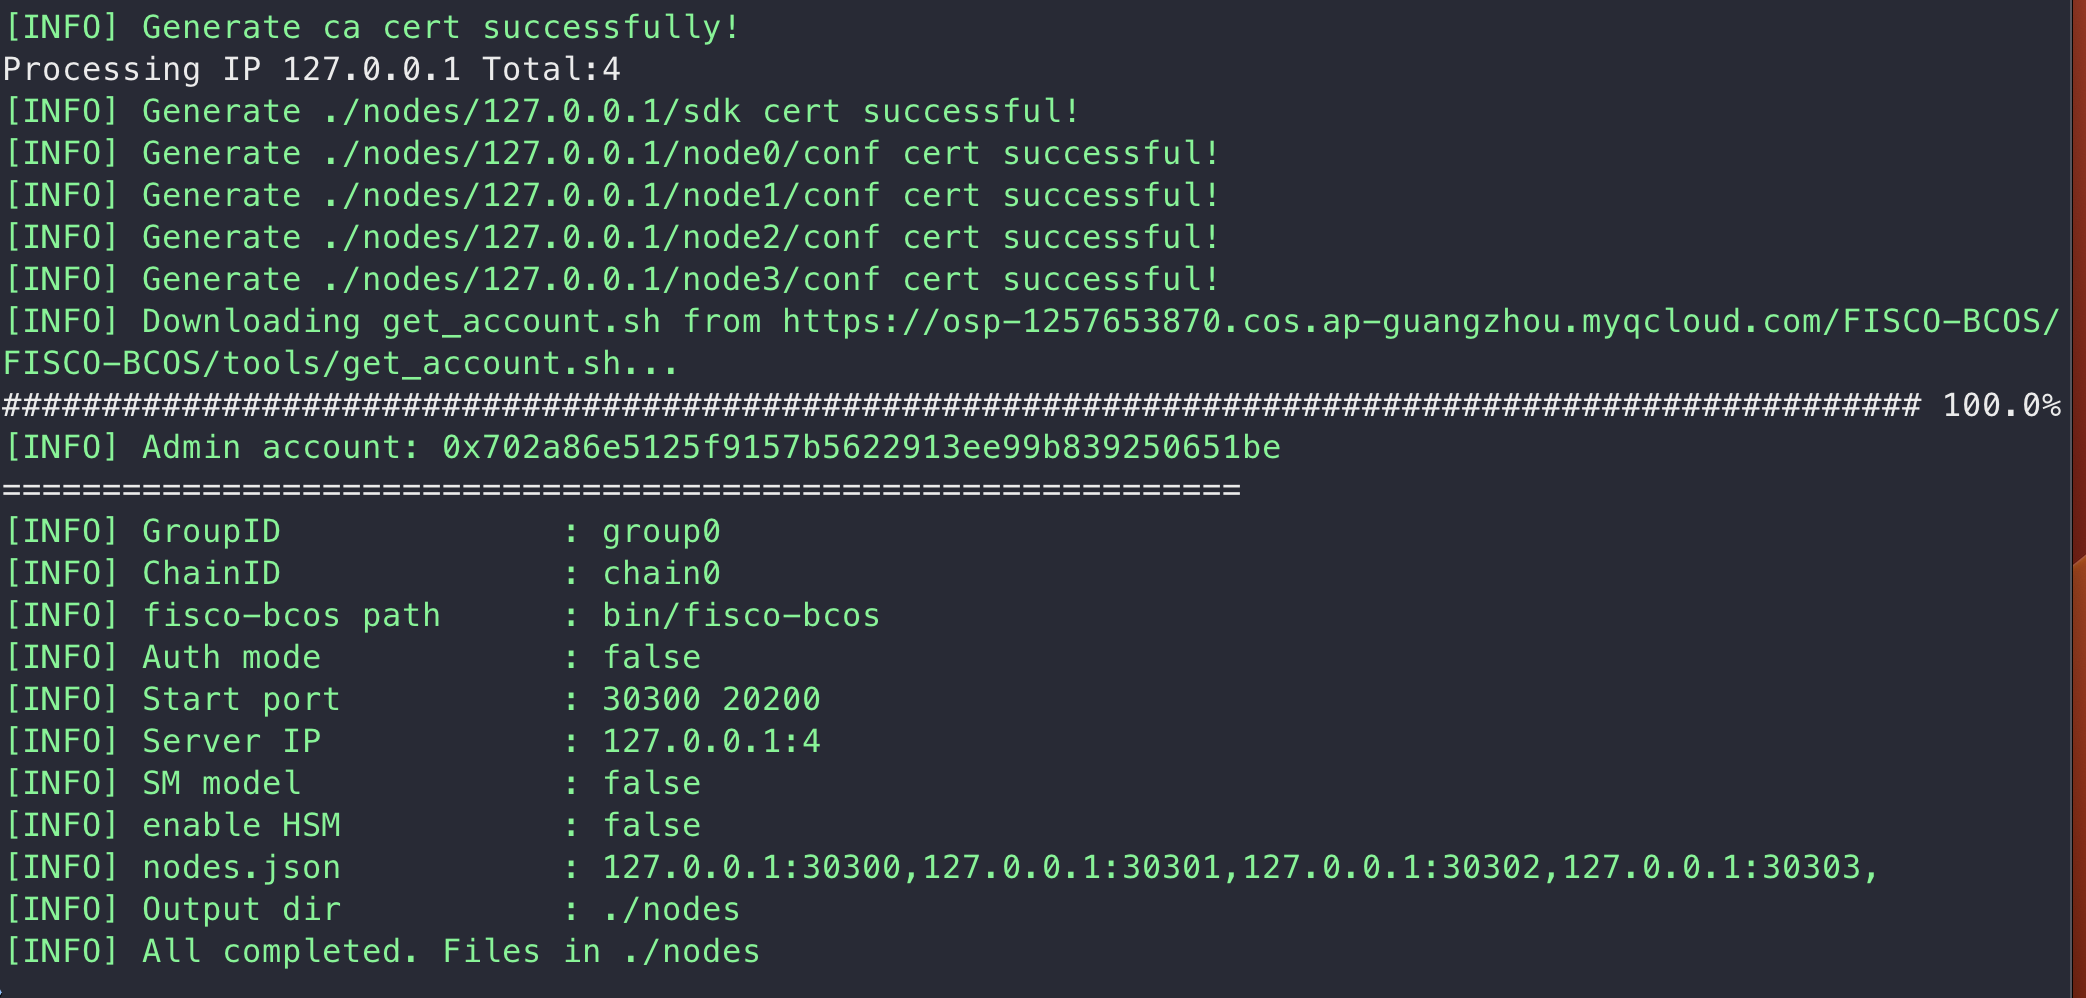 [INFO] Generate ca cert successfully!
Processing IP 127.0.0.1 Total:4
[INFO] Generate ./nodes/127.0.0.1/sdk cert successful!
[INFO] Generate ./nodes/127.0.0.1/node0/conf cert successful!
[INFO] Generate ./nodes/127.0.0.1/node1/conf cert successful!
[INFO] Generate ./nodes/127.0.0.1/node2/conf cert successful!
[INFO] Generate ./nodes/127.0.0.1/node3/conf cert successful!
[INFO] Downloading get_account.sh from https://osp-1257653870.cos.ap-guangzhou.myqcloud.com/FISCO-BCOS/
FISCO-BCOS/tools/get_account.sh...
################################################################################################ 100.0%
[INFO] Admin account: 0x702a86e5125f9157b5622913ee99b839250651be
==============================================================
[INFO] GroupID              : group0
[INFO] ChainID              : chain0
[INFO] fisco-bcos path      : bin/fisco-bcos
[INFO] Auth mode            : false
[INFO] Start port           : 30300 20200
[INFO] Server IP            : 127.0.0.1:4
[INFO] SM model             : false
[INFO] enable HSM           : false
[INFO] nodes.json           : 127.0.0.1:30300,127.0.0.1:30301,127.0.0.1:30302,127.0.0.1:30303,
[INFO] Output dir           : ./nodes
[INFO] All completed. Files in ./nodes